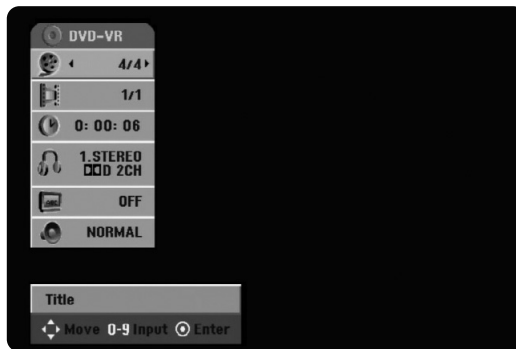 DVD-VR
4/4
1/1
0: 00: 06
1.STEREO
D 2CH
OFF
NORMAL
Title
Move 0-9 Input Enter